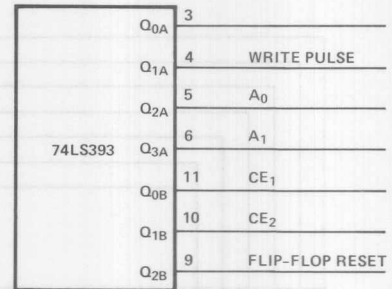 Q0A 3
Q1A 4 WRITE PULSE
Q2A 5 A0
74LS393 Q3A 6 A1
Q0B 11 CE1
Q1B 10 CE2
Q2B 9 FLIP-FLOP RESET